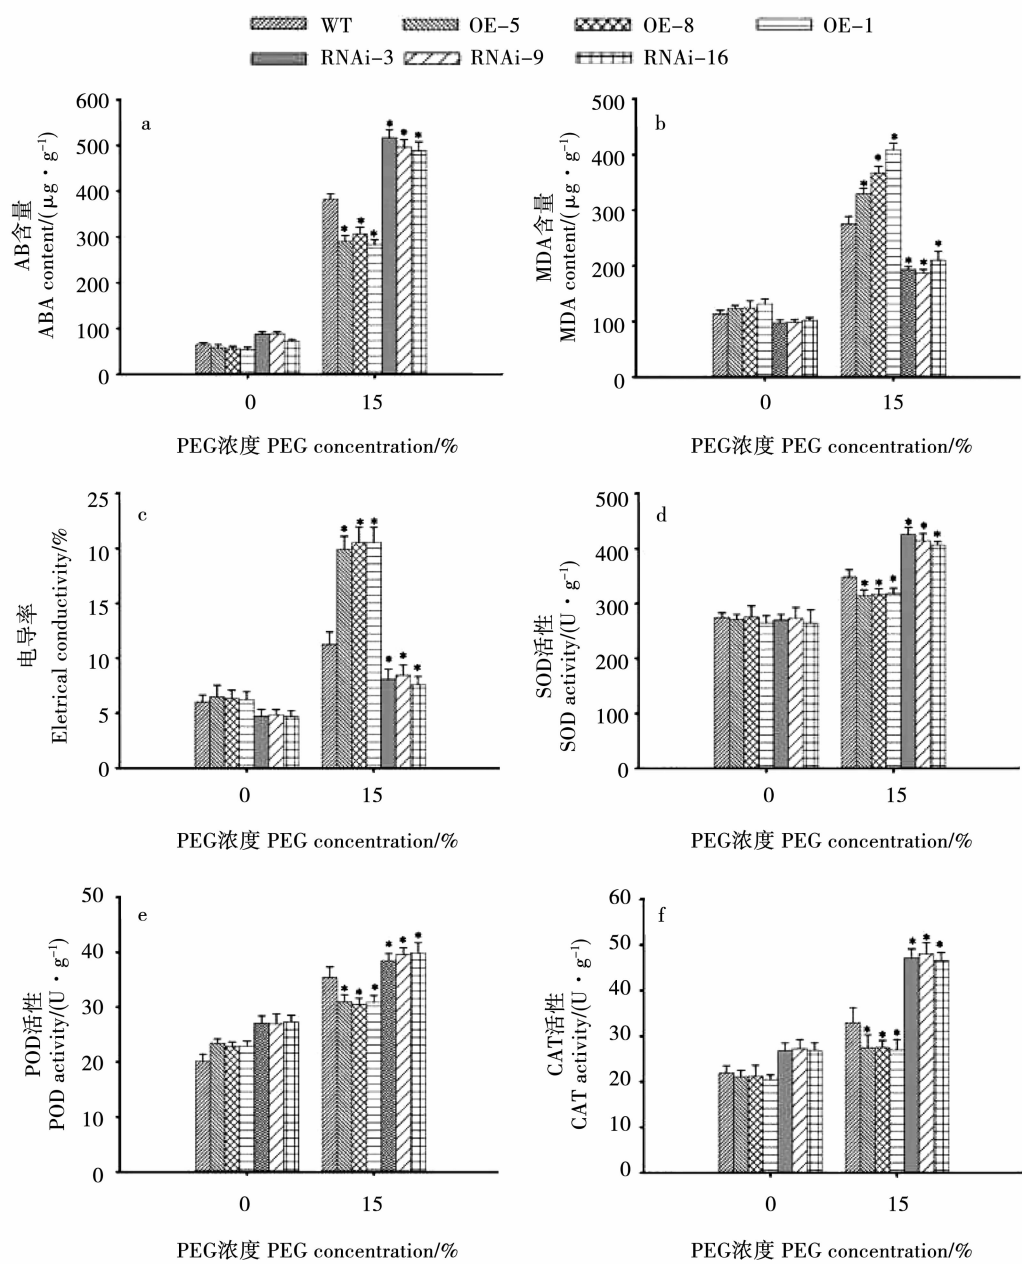 WT OE-5 OE-8 OE-1
RNAi-3 RNAi-9 RNAi-16
a
600
500
400
300
200
100
0
AB含量
ABA content/(μg·g⁻¹)
0 15
PEG浓度 PEG concentration/%
b
500
400
300
200
100
0
MDA含量
MDA content/(μg·g⁻¹)
0 15
PEG浓度 PEG concentration/%
c
25
10
15
10
5
0
电导率
Eletrical conductivity/%
0 15
PEG浓度 PEG concentration/%
d
500
400
300
200
100
0
SOD活性
SOD activity/(U·g⁻¹)
0 15
PEG浓度 PEG concentration/%
e
50
40
30
20
10
0
POD活性
POD activity/(U·g⁻¹)
0 15
PEG浓度 PEG concentration/%
f
60
50
40
30
20
10
0
CAT活性
CAT activity/(U·g⁻¹)
0 15
PEG浓度 PEG concentration/%